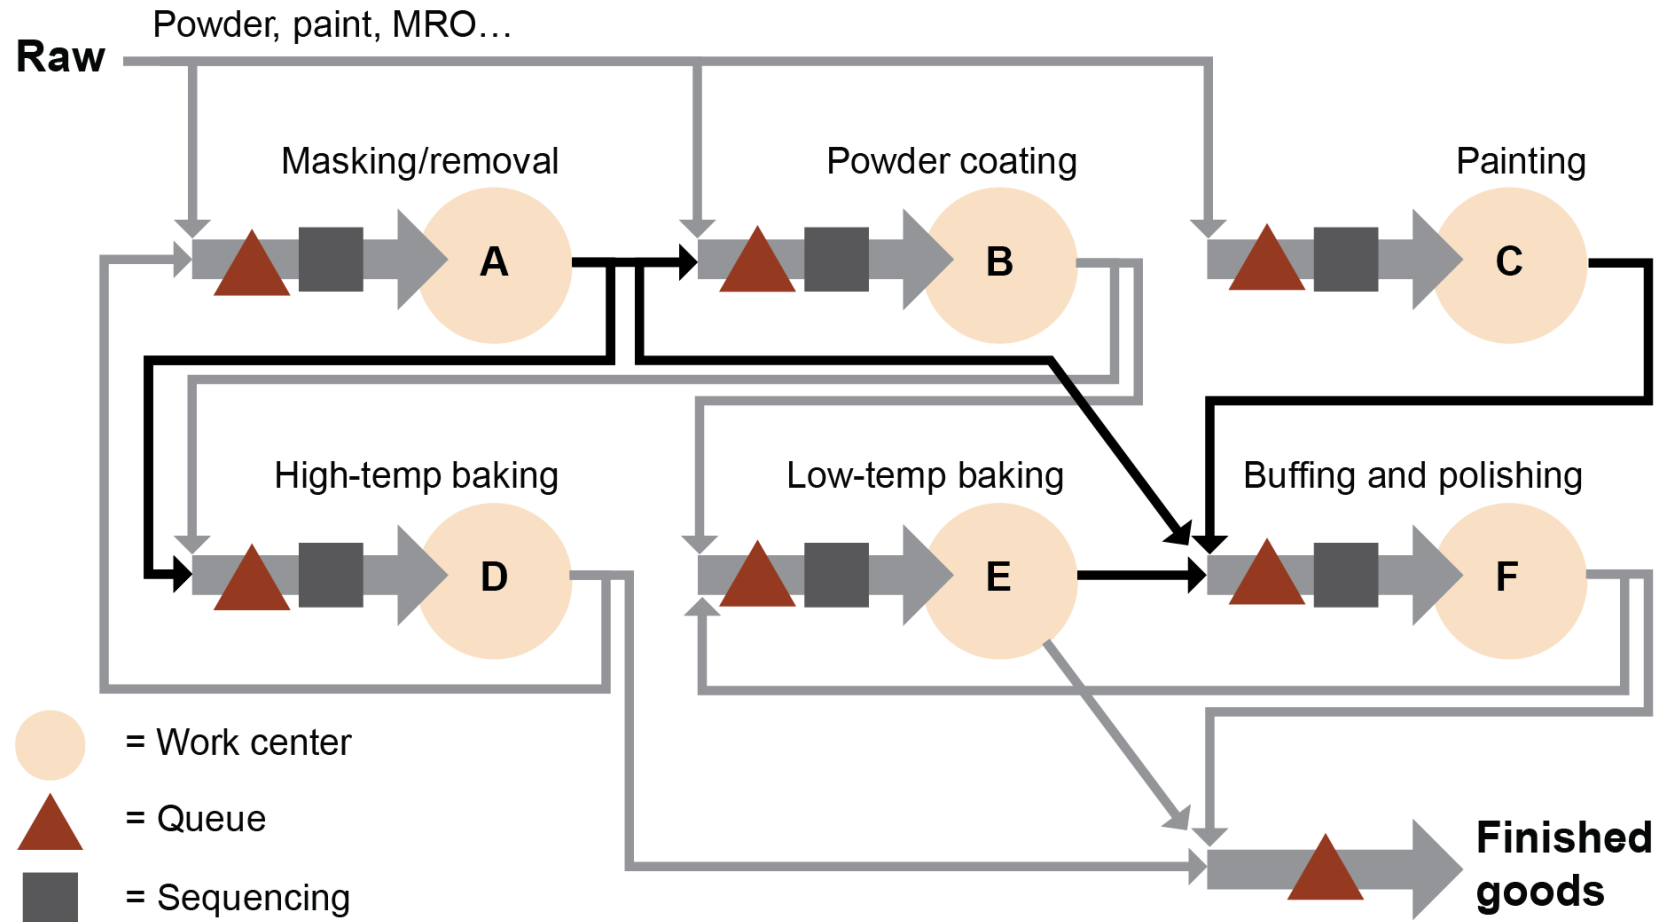 Powder, paint, MRO…
Raw
Masking/removal
Powder coating
Painting
A
B
C
High-temp baking
Low-temp baking
Buffing and polishing
D
E
F
= Work center
= Queue
= Sequencing
Finished
goods